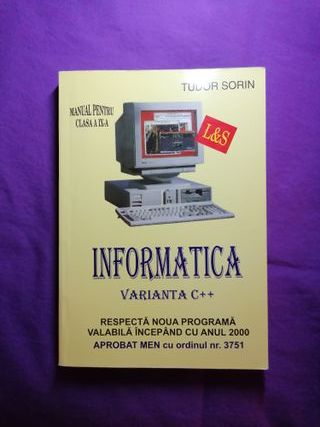 TUDOR SORIN
MANUAL PENTRU
CLASA A IX-A
L&S
INFORMATICA
VARIANTA C++
RESPECTĂ NOUA PROGRAMĂ
VALABILĂ ÎNCEPÂND CU ANUL 2000
APROBAT MEN cu ordinul nr. 3751